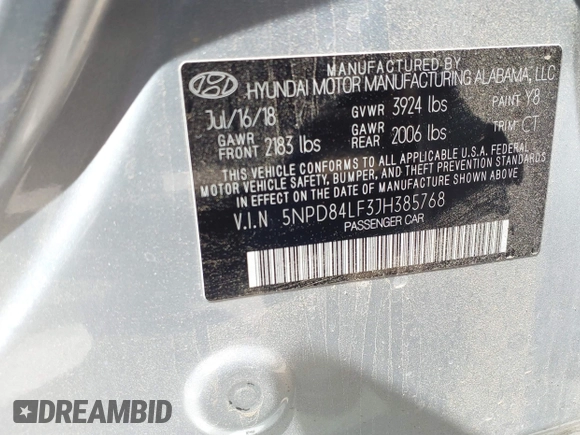 MANUFACTURED BY
HYUNDAI MOTOR MANUFACTURING ALABAMA, LLC
Jul/16/18 GVWR 3924 lbs PAINT Y8
GAWR FRONT 2183 lbs GAWR REAR 2006 lbs TRIM CT
THIS VEHICLE CONFORMS TO ALL APPLICABLE U.S.A. FEDERAL
MOTOR VEHICLE SAFETY, BUMPER, AND THEFT PREVENTION STANDARDS
IN EFFECT ON THE DATE OF MANUFACTURE SHOWN ABOVE
V.I.N 5NPD84LF3JH385768
PASSENGER CAR
DREAMBID